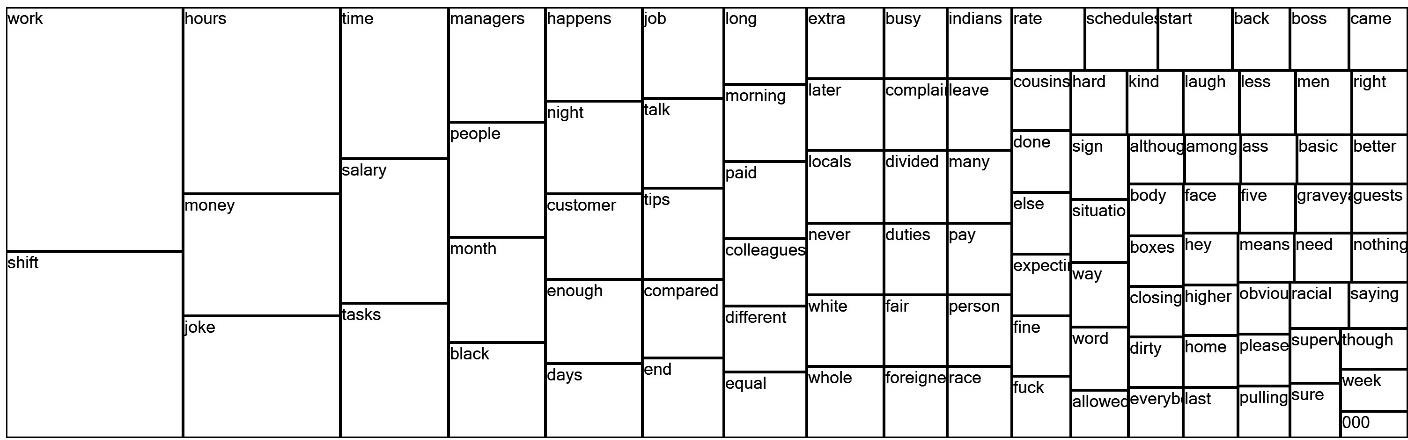 work
shift
hours
money
joke
time
salary
tasks
managers
people
month
black
happens
night
customer
enough
days
job
talk
tips
compared
end
long
morning
paid
colleagues
different
equal
extra
later
locals
never
white
whole
busy
complai
divided
duties
fair
foreigne
indians
leave
many
pay
person
race
rate
schedules
start
back
boss
came
cousins
done
else
expecti
fine
fuck
hard
sign
situatio
way
word
allowed
kind
laugh
less
men
right
althoug
among
ass
basic
better
body
face
five
gravey
guests
boxes
hey
means
need
nothing
closing
higher
obviou
racial
saying
dirty
home
please
superv
though
everyb
last
pulling
sure
week
000